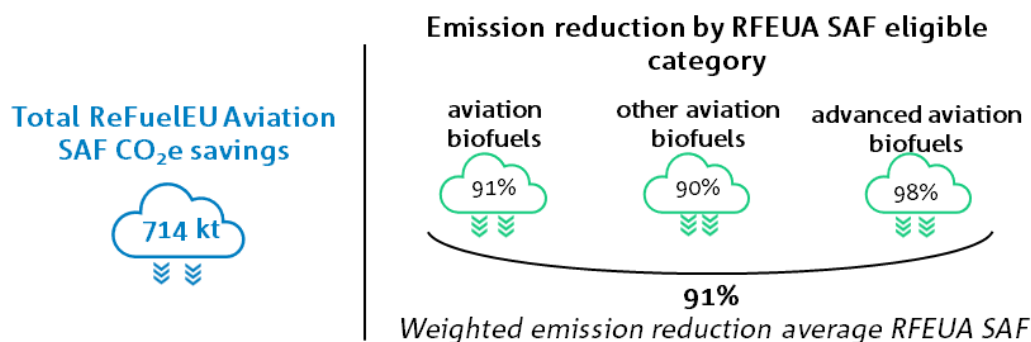 Total ReFuelEU Aviation
SAF CO₂e savings
714 kt
Emission reduction by RFEUA SAF eligible
category
aviation
biofuels
91%
other aviation
biofuels
90%
advanced aviation
biofuels
98%
91%
Weighted emission reduction average RFEUA SAF